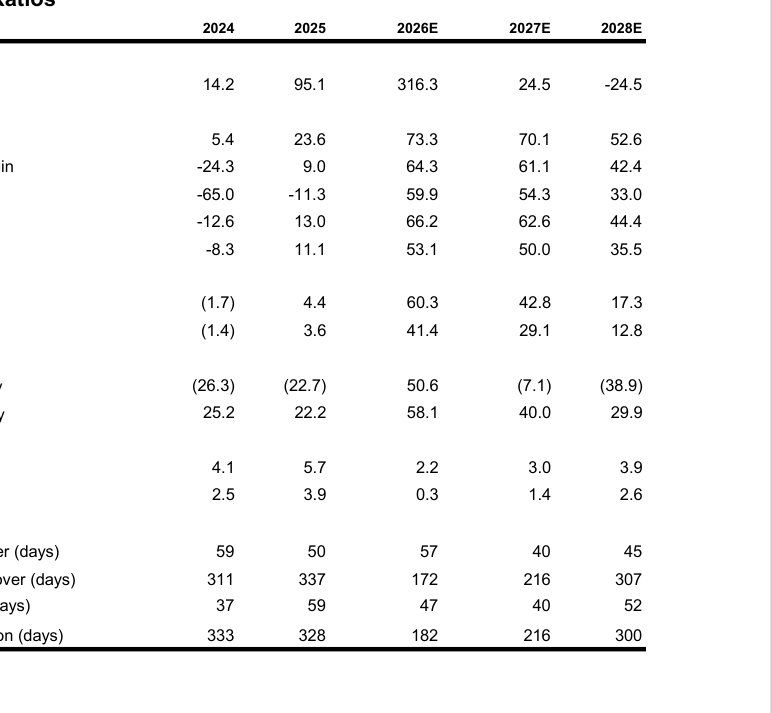 2024 2025 2026E 2027E 2028E
14.2 95.1 316.3 24.5 -24.5
5.4 23.6 73.3 70.1 52.6
in -24.3 9.0 64.3 61.1 42.4
-65.0 -11.3 59.9 54.3 33.0
-12.6 13.0 66.2 62.6 44.4
-8.3 11.1 53.1 50.0 35.5
(1.7) 4.4 60.3 42.8 17.3
(1.4) 3.6 41.4 29.1 12.8
(26.3) (22.7) 50.6 (7.1) (38.9)
y 25.2 22.2 58.1 40.0 29.9
4.1 5.7 2.2 3.0 3.9
2.5 3.9 0.3 1.4 2.6
er (days) 59 50 57 40 45
over (days) 311 337 172 216 307
ays) 37 59 47 40 52
on (days) 333 328 182 216 300